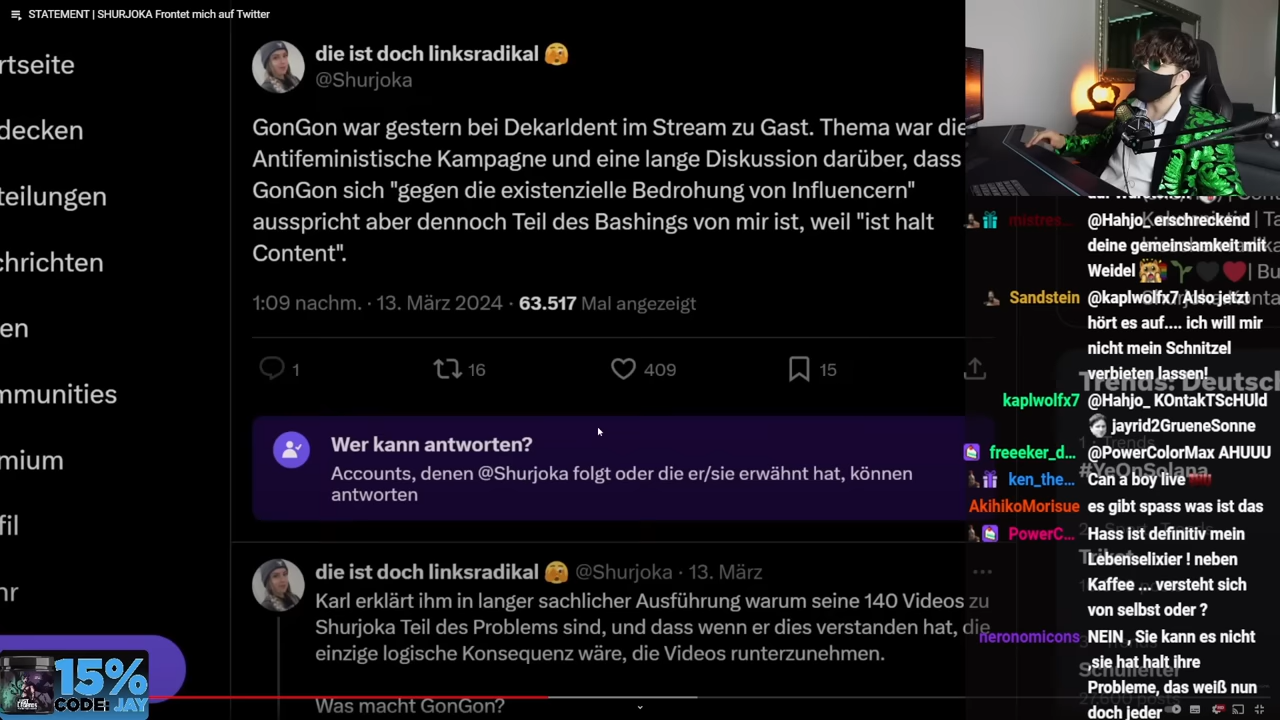 STATEMENT | SHURJOKA Frontet mich auf Twitter
rtseite
decken
teilungen
chrichten
en
mmunities
mium
fil
hr
die ist doch linksradikal
@Shurjoka
GonGon war gestern bei Dekarldent im Stream zu Gast. Thema war die
Antifeministische Kampagne und eine lange Diskussion darüber, dass
GonGon sich "gegen die existenzielle Bedrohung von Influencern"
ausspricht aber dennoch Teil des Bashings von mir ist, weil "ist halt
Content".
1:09 nachm. · 13. März 2024 · 63.517 Mal angezeigt
1 16 409 15
Wer kann antworten?
Accounts, denen @Shurjoka folgt oder die er/sie erwähnt hat, können
antworten
die ist doch linksradikal @Shurjoka · 13. März
Karl erklärt ihm in langer sachlicher Ausführung warum seine 140 Videos zu
Shurjoka Teil des Problems sind, und dass wenn er dies verstanden hat, die
einzige logische Konsequenz wäre, die Videos runterzunehmen.
Was macht GonGon?
15%
CODE: JAY
mistres... @Hahjo_ erschreckend
deine gemeinsamkeit mit
Weidel
Sandstein @kaplwolfx7 Also jetzt
hört es auf.... ich will mir
nicht mein Schnitzel
verbieten lassen!
kaplwolfx7 @Hahjo_ KOntakTScHUld
jayrid2GrueneSonne
freeeker_d... @PowerColorMax AHUUU
ken_the... Can a boy live
AkihikoMorisue es gibt spass was ist das
PowerC... Hass ist definitiv mein
Lebenselixier ! neben
Kaffee ... versteht sich
von selbst oder ?
neronomicons NEIN , Sie kann es nicht
,sie hat halt ihre
Probleme, das weiß nun
doch jeder
Trends: Deutsch
#YeOnSolana